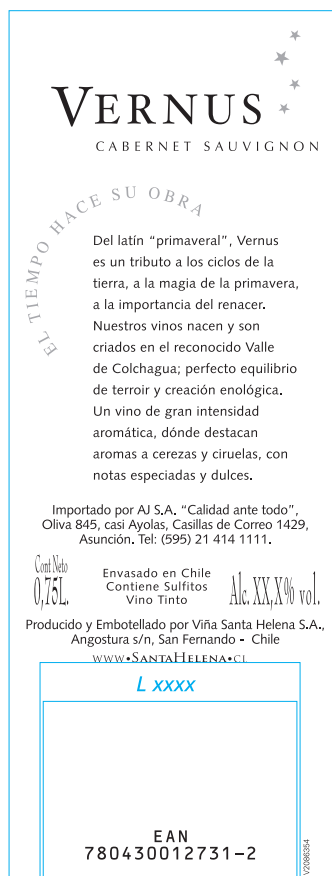 VERNUS
CABERNET SAUVIGNON
EL TIEMPO HACE SU OBRA
Del latín “primaveral”, Vernus
es un tributo a los ciclos de la
tierra, a la magia de la primavera,
a la importancia del renacer.
Nuestros vinos nacen y son
criados en el reconocido Valle
de Colchagua; perfecto equilibrio
de terroir y creación enológica.
Un vino de gran intensidad
aromática, dónde destacan
aromas a cerezas y ciruelas, con
notas especiadas y dulces.
Importado por AJ S.A. “Calidad ante todo”,
Oliva 845, casi Ayolas, Casillas de Correo 1429,
Asunción. Tel: (595) 21 414 1111.
Cont Neto
0,75L.
Envasado en Chile
Contiene Sulfitos
Vino Tinto
Alc. XX,X% vol.
Producido y Embotellado por Viña Santa Helena S.A.,
Angostura s/n, San Fernando - Chile
WWW•SANTAHELENA•CL
L xxxx
EAN
780430012731-2
V2086354